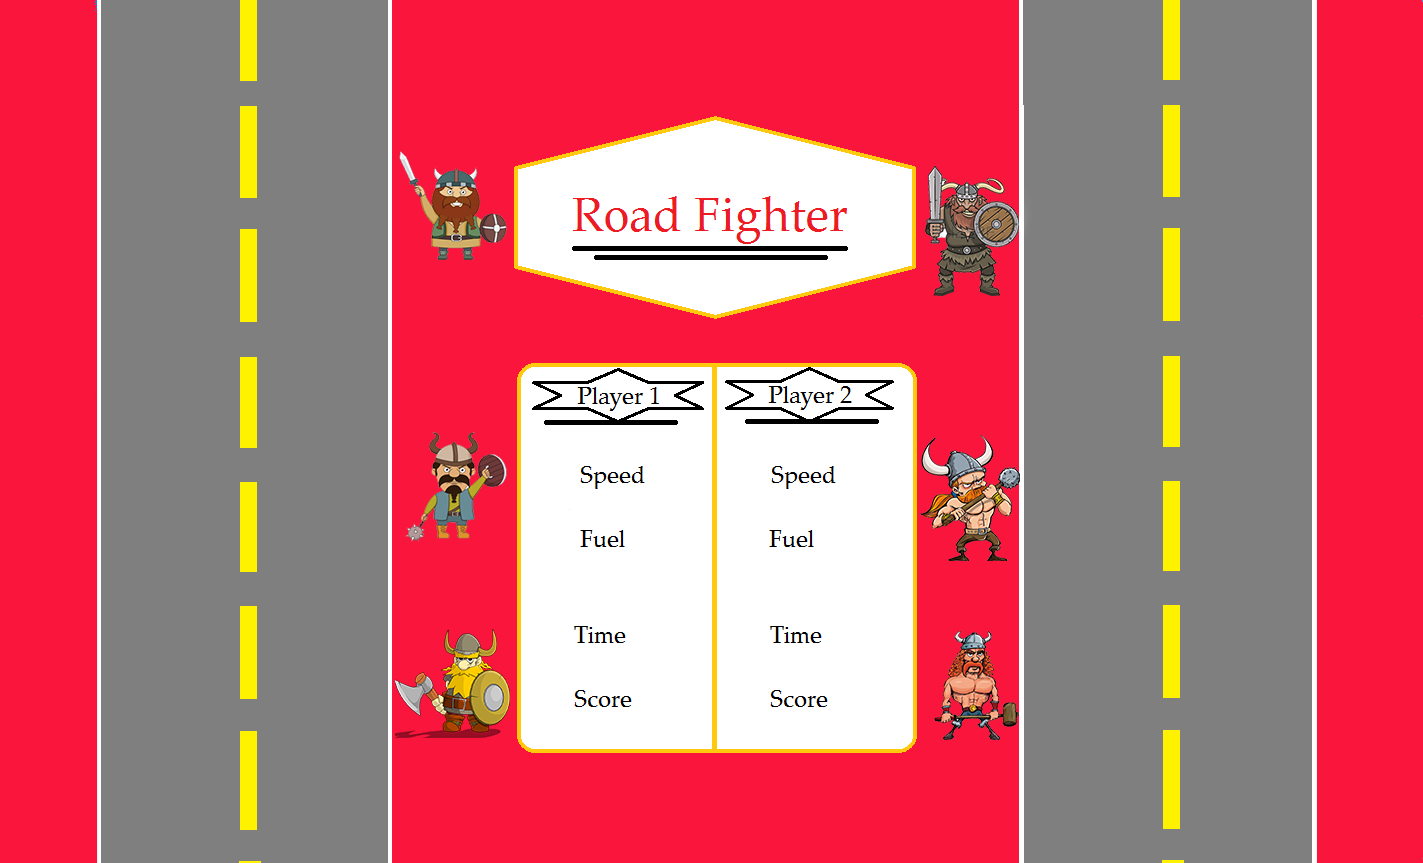 Road Fighter
Player 1
Speed
Fuel
Time
Score
Player 2
Speed
Fuel
Time
Score